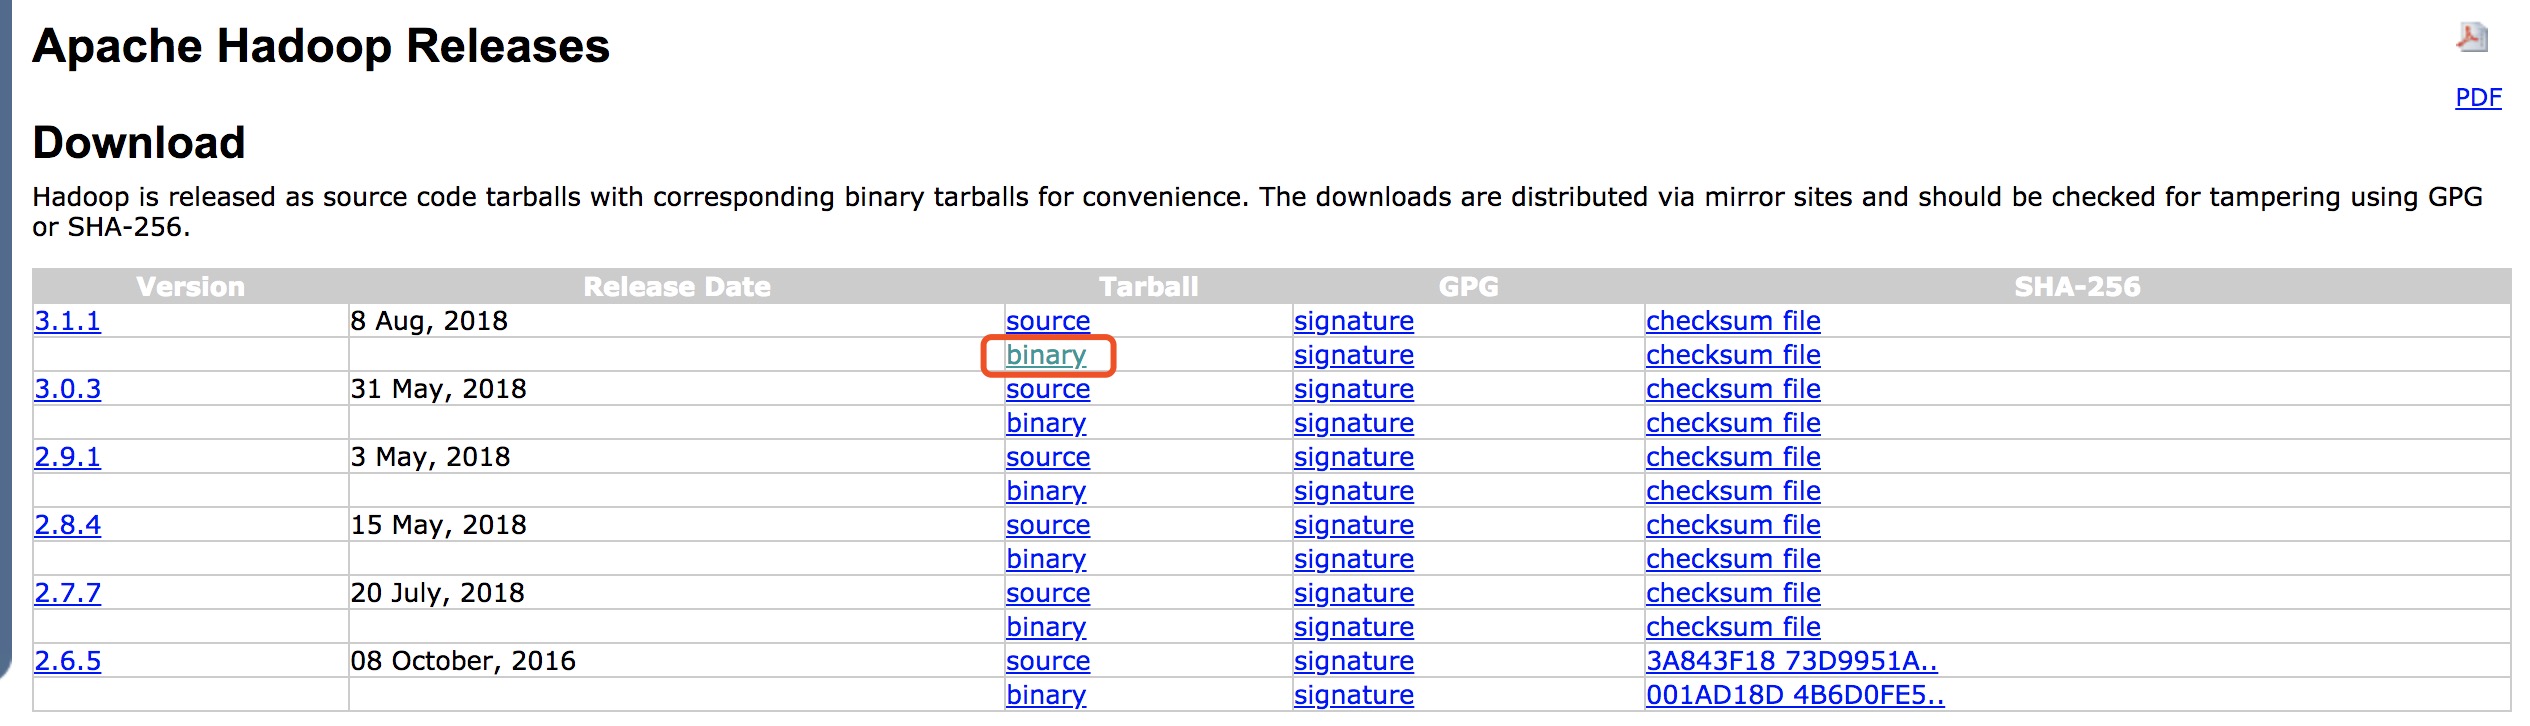 Apache Hadoop Releases
PDF
Download
Hadoop is released as source code tarballs with corresponding binary tarballs for convenience. The downloads are distributed via mirror sites and should be checked for tampering using GPG
or SHA-256.
Version Release Date Tarball GPG SHA-256
3.1.1 8 Aug, 2018 source signature checksum file
binary signature checksum file
3.0.3 31 May, 2018 source signature checksum file
binary signature checksum file
2.9.1 3 May, 2018 source signature checksum file
binary signature checksum file
2.8.4 15 May, 2018 source signature checksum file
binary signature checksum file
2.7.7 20 July, 2018 source signature checksum file
binary signature checksum file
2.6.5 08 October, 2016 source signature 3A843F18 73D9951A..
binary signature 001AD18D 4B6D0FE5..